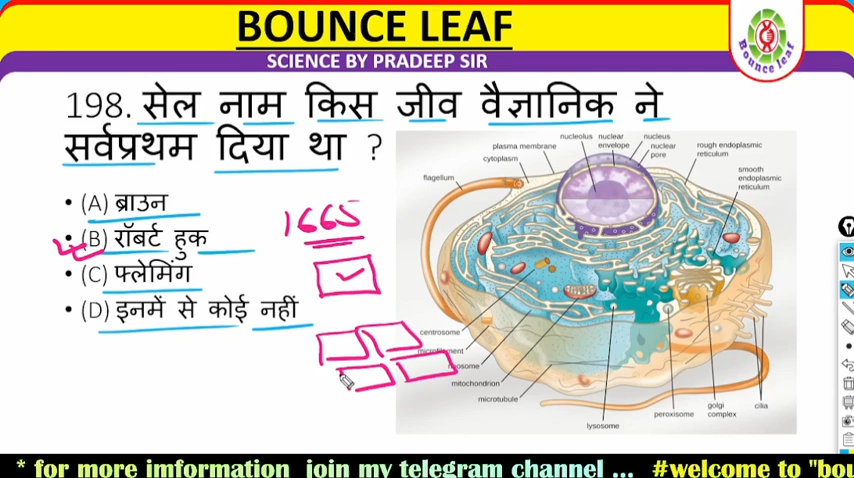 BOUNCE LEAF
SCIENCE BY PRADEEP SIR
Bounce leaf
198. सेल नाम किस जीव वैज्ञानिक ने
सर्वप्रथम दिया था ?
• (A) ब्राउन
• (B) रॉबर्ट हुक
• (C) फ्लेमिंग
• (D) इनमें से कोई नहीं
1665
nucleolus
nuclear envelope
nucleus
nuclear pore
plasma membrane
cytoplasm
rough endoplasmic reticulum
smooth endoplasmic reticulum
flagellum
centrosome
microfilament
ribosome
mitochondrion
microtubule
lysosome
peroxisome
golgi complex
cilia
* for more imformation join my telegram channel ... #welcome to "bou